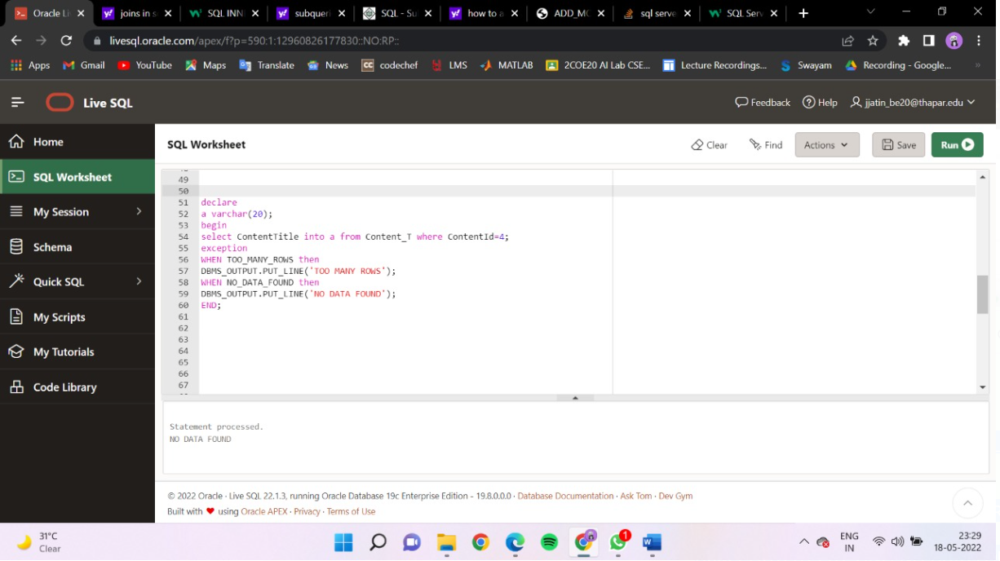 Oracle Li
joins in s
SQL INN
subqueri
SQL - Su
how to a
ADD_MO
sql serve
SQL Serv
livesql.oracle.com/apex/f?p=590:1:12960826177830::NO:RP::
Apps
Gmail
YouTube
Maps
Translate
News
CC codechef
LMS
MATLAB
2COE20 AI Lab CSE...
Lecture Recordings...
Swayam
Recording - Google...
»
Live SQL
Feedback
Help
jjatin_be20@thapar.edu
Home
SQL Worksheet
My Session
Schema
Quick SQL
My Scripts
My Tutorials
Code Library
SQL Worksheet
Clear
Find
Actions
Save
Run
49
50
51 declare
52 a varchar(20);
53 begin
54 select ContentTitle into a from Content_T where ContentId=4;
55 exception
56 WHEN TOO_MANY_ROWS then
57 DBMS_OUTPUT.PUT_LINE('TOO MANY ROWS');
58 WHEN NO_DATA_FOUND then
59 DBMS_OUTPUT.PUT_LINE('NO DATA FOUND');
60 END;
61
62
63
64
65
66
67
Statement processed.
NO DATA FOUND
© 2022 Oracle · Live SQL 22.1.3, running Oracle Database 19c Enterprise Edition - 19.8.0.0.0 · Database Documentation · Ask Tom · Dev Gym
Built with ❤ using Oracle APEX · Privacy · Terms of Use
31°C
Clear
1
ENG
IN
23:29
18-05-2022